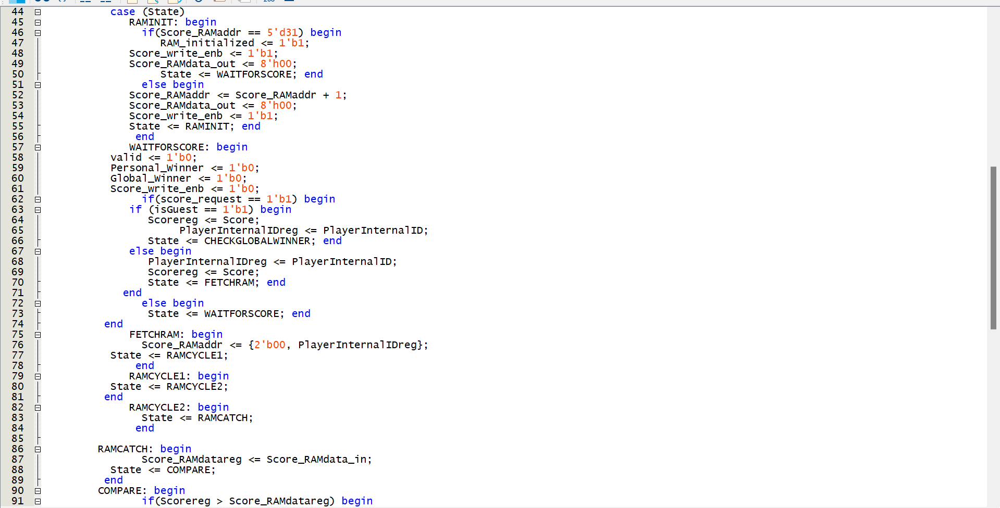 44 case (State)
45 RAMINIT: begin
46 if(Score_RAMaddr == 5'd31) begin
47 RAM_initialized <= 1'b1;
48 Score_write_enb <= 1'b1;
49 Score_RAMdata_out <= 8'h00;
50 State <= WAITFORSCORE; end
51 else begin
52 Score_RAMaddr <= Score_RAMaddr + 1;
53 Score_RAMdata_out <= 8'h00;
54 Score_write_enb <= 1'b1;
55 State <= RAMINIT; end
56 end
57 WAITFORSCORE: begin
58 valid <= 1'b0;
59 Personal_Winner <= 1'b0;
60 Global_Winner <= 1'b0;
61 Score_write_enb <= 1'b0;
62 if(score_request == 1'b1) begin
63 if (isGuest == 1'b1) begin
64 Scorereg <= Score;
65 PlayerInternalIDreg <= PlayerInternalID;
66 State <= CHECKGLOBALWINNER; end
67 else begin
68 PlayerInternalIDreg <= PlayerInternalID;
69 Scorereg <= Score;
70 State <= FETCHRAM; end
71 end
72 else begin
73 State <= WAITFORSCORE; end
74 end
75 FETCHRAM: begin
76 Score_RAMaddr <= {2'b00, PlayerInternalIDreg};
77 State <= RAMCYCLE1;
78 end
79 RAMCYCLE1: begin
80 State <= RAMCYCLE2;
81 end
82 RAMCYCLE2: begin
83 State <= RAMCATCH;
84 end
85
86 RAMCATCH: begin
87 Score_RAMdatareg <= Score_RAMdata_in;
88 State <= COMPARE;
89 end
90 COMPARE: begin
91 if(Scorereg > Score_RAMdatareg) begin